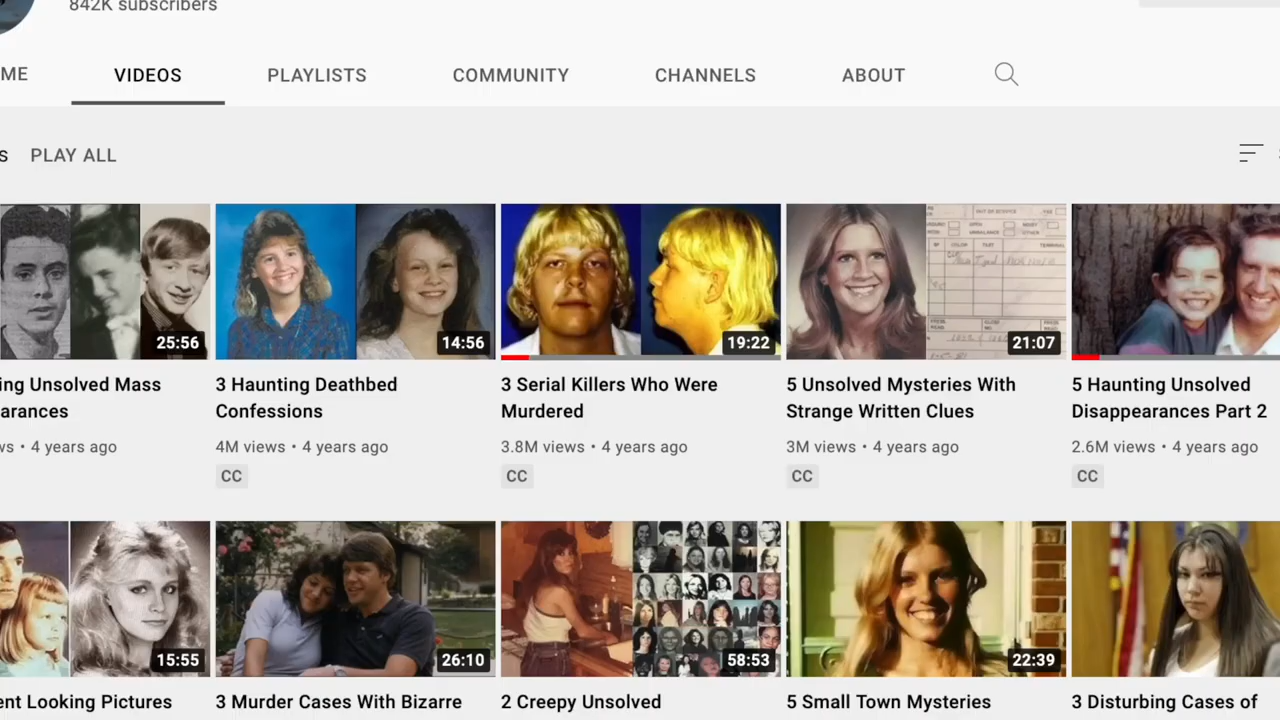 842K subscribers
ME VIDEOS PLAYLISTS COMMUNITY CHANNELS ABOUT
s PLAY ALL
25:56 14:56 19:22 21:07
ing Unsolved Mass
arances
3 Haunting Deathbed
Confessions
3 Serial Killers Who Were
Murdered
5 Unsolved Mysteries With
Strange Written Clues
5 Haunting Unsolved
Disappearances Part 2
ws • 4 years ago
4M views • 4 years ago
3.8M views • 4 years ago
3M views • 4 years ago
2.6M views • 4 years ago
CC CC CC CC
15:55 26:10 58:53 22:39
ent Looking Pictures
3 Murder Cases With Bizarre
2 Creepy Unsolved
5 Small Town Mysteries
3 Disturbing Cases of